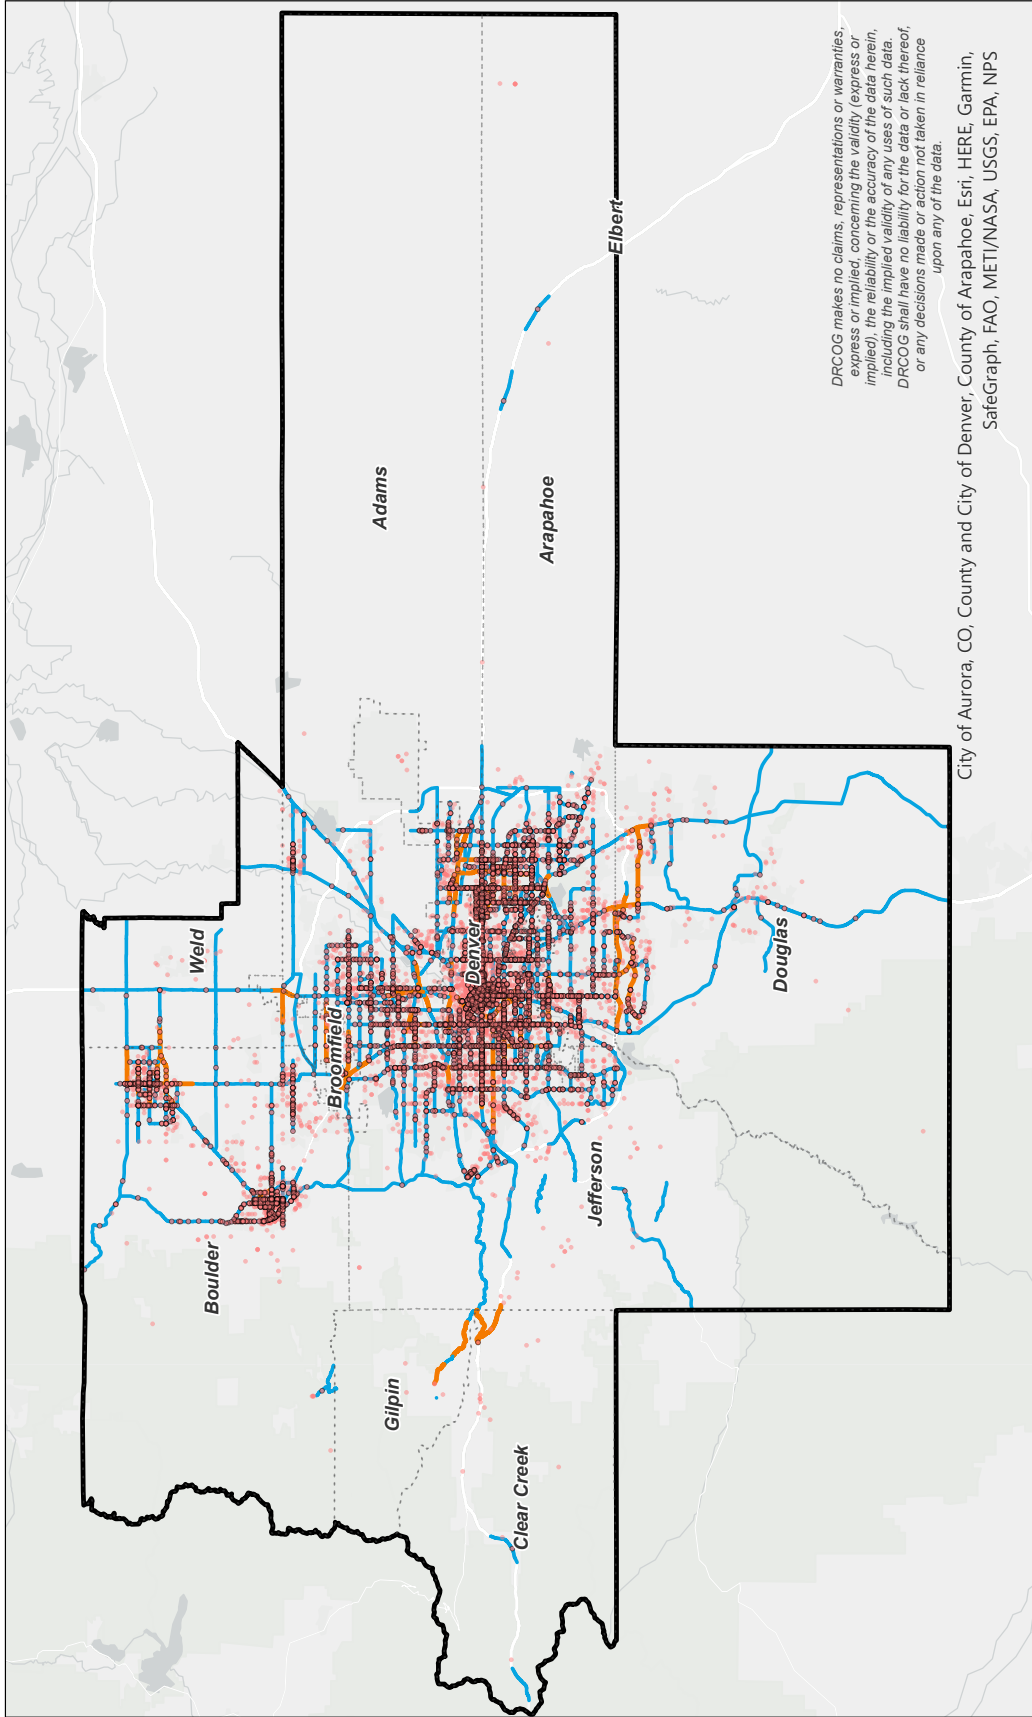 Weld
Adams
Boulder
Broomfield
Gilpin
Denver
Arapahoe
Clear Creek
Jefferson
Elbert
Douglas
DRCOG makes no claims, representations or warranties,
express or implied, concerning the validity (express or
implied), the reliability or the accuracy of the data herein,
including the implied validity of any uses of such data.
DRCOG shall have no liability for the data or lack thereof,
or any decisions made or action not taken in reliance
upon any of the data.
City of Aurora, CO, County and City of Denver, County of Arapahoe, Esri, HERE, Garmin,
SafeGraph, FAO, METI/NASA, USGS, EPA, NPS